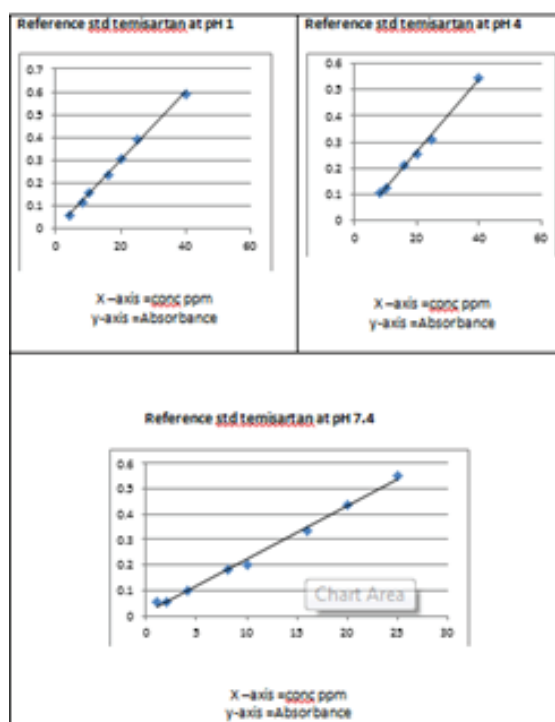 Reference std temisartan at pH 1
0.7
0.6
0.5
0.4
0.3
0.2
0.1
0
0 20 40 60
X –axis =conc ppm
y-axis =Absorbance
Reference std temisartan at pH 4
0.6
0.5
0.4
0.3
0.2
0.1
0
0 20 40 60
X –axis =conc ppm
y-axis =Absorbance
Reference std temisartan at pH 7.4
0.6
0.5
0.4
0.3
0.2
0.1
0
0 5 10 15 20 25 30
Chart Area
X –axis =conc ppm
y-axis =Absorbance